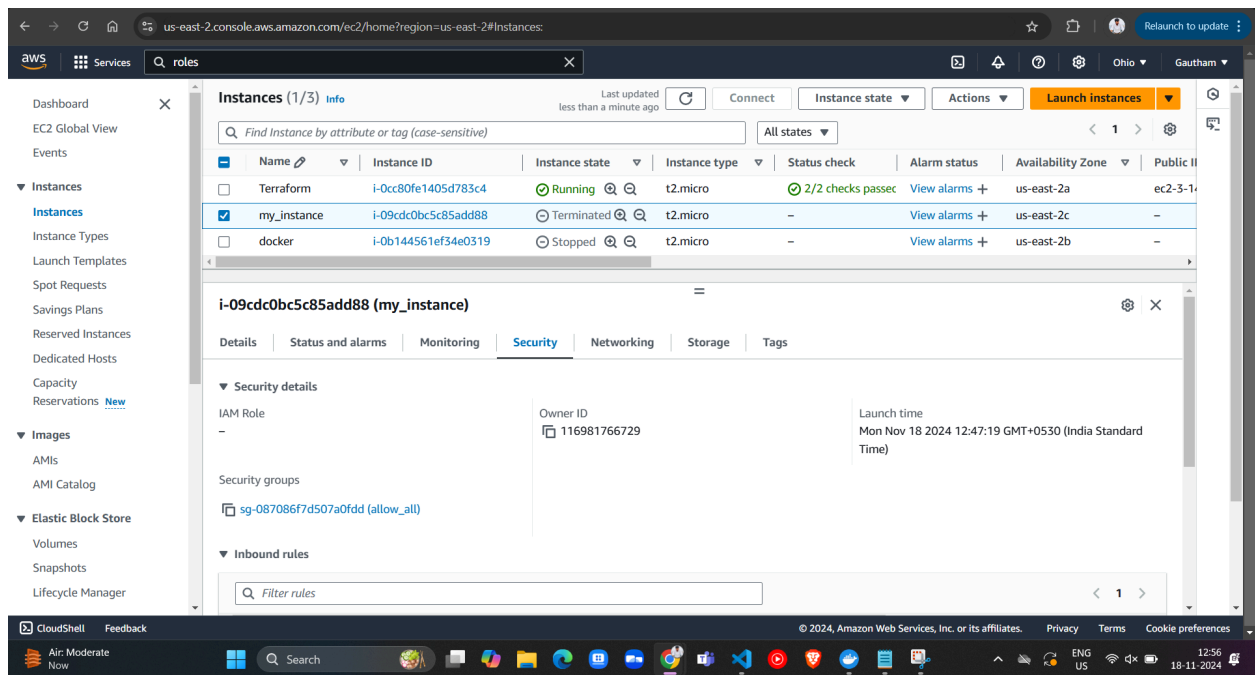 us-east-2.console.aws.amazon.com/ec2/home?region=us-east-2#Instances:
Relaunch to update
aws
Services
roles
Ohio
Gautham
Dashboard
EC2 Global View
Events
Instances
Instances
Instance Types
Launch Templates
Spot Requests
Savings Plans
Reserved Instances
Dedicated Hosts
Capacity
Reservations New
Images
AMIs
AMI Catalog
Elastic Block Store
Volumes
Snapshots
Lifecycle Manager
Instances (1/3) Info
Last updated
less than a minute ago
Connect
Instance state
Actions
Launch instances
Find Instance by attribute or tag (case-sensitive)
All states
1
Name Instance ID Instance state Instance type Status check Alarm status Availability Zone Public
Terraform i-0cc80fe1405d783c4 Running t2.micro 2/2 checks passec View alarms + us-east-2a ec2-3-14
my_instance i-09cdc0bc5c85add88 Terminated t2.micro – View alarms + us-east-2c –
docker i-0b144561ef34e0319 Stopped t2.micro – View alarms + us-east-2b –
i-09cdc0bc5c85add88 (my_instance)
Details Status and alarms Monitoring Security Networking Storage Tags
Security details
IAM Role
–
Owner ID
116981766729
Launch time
Mon Nov 18 2024 12:47:19 GMT+0530 (India Standard
Time)
Security groups
sg-087086f7d507a0fdd (allow_all)
Inbound rules
Filter rules
1
CloudShell Feedback
© 2024, Amazon Web Services, Inc. or its affiliates. Privacy Terms Cookie preferences
Air: Moderate
Now
Search
ENG
US
12:56
18-11-2024